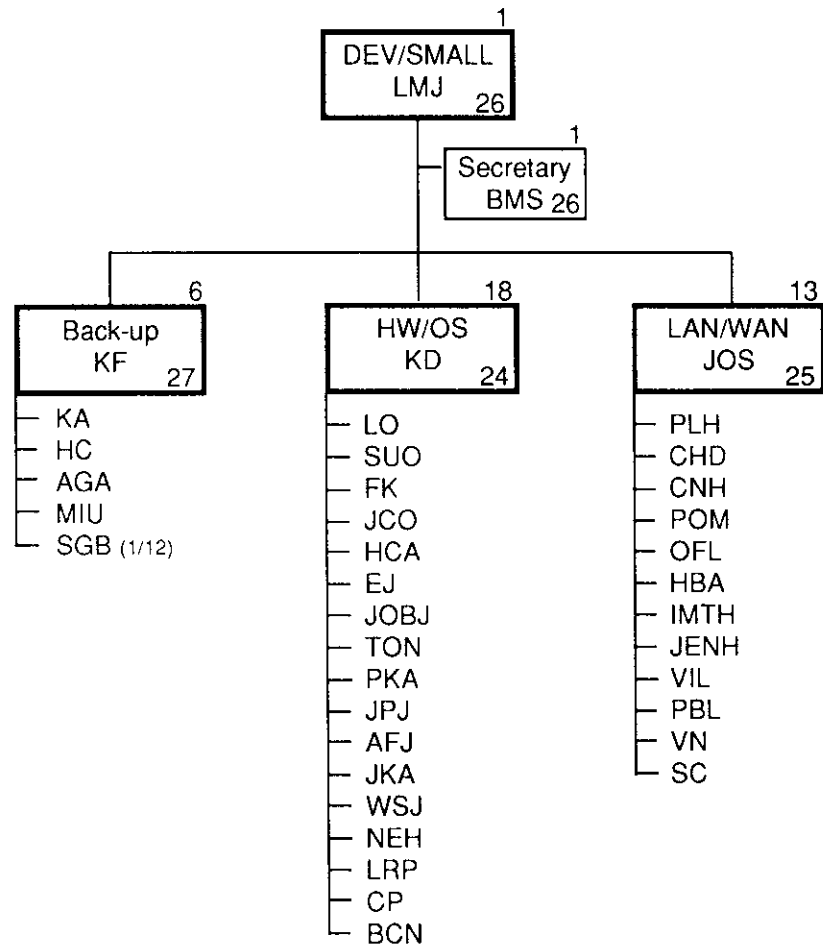 1
DEV/SMALL
LMJ
26
1
Secretary
BMS 26
6
Back-up
KF
27
KA
HC
AGA
MIU
SGB (1/12)
18
HW/OS
KD
24
LO
SUO
FK
JCO
HCA
EJ
JOBJ
TON
PKA
JPJ
AFJ
JKA
WSJ
NEH
LRP
CP
BCN
13
LAN/WAN
JOS
25
PLH
CHD
CNH
POM
OFL
HBA
IMTH
JENH
VIL
PBL
VN
SC